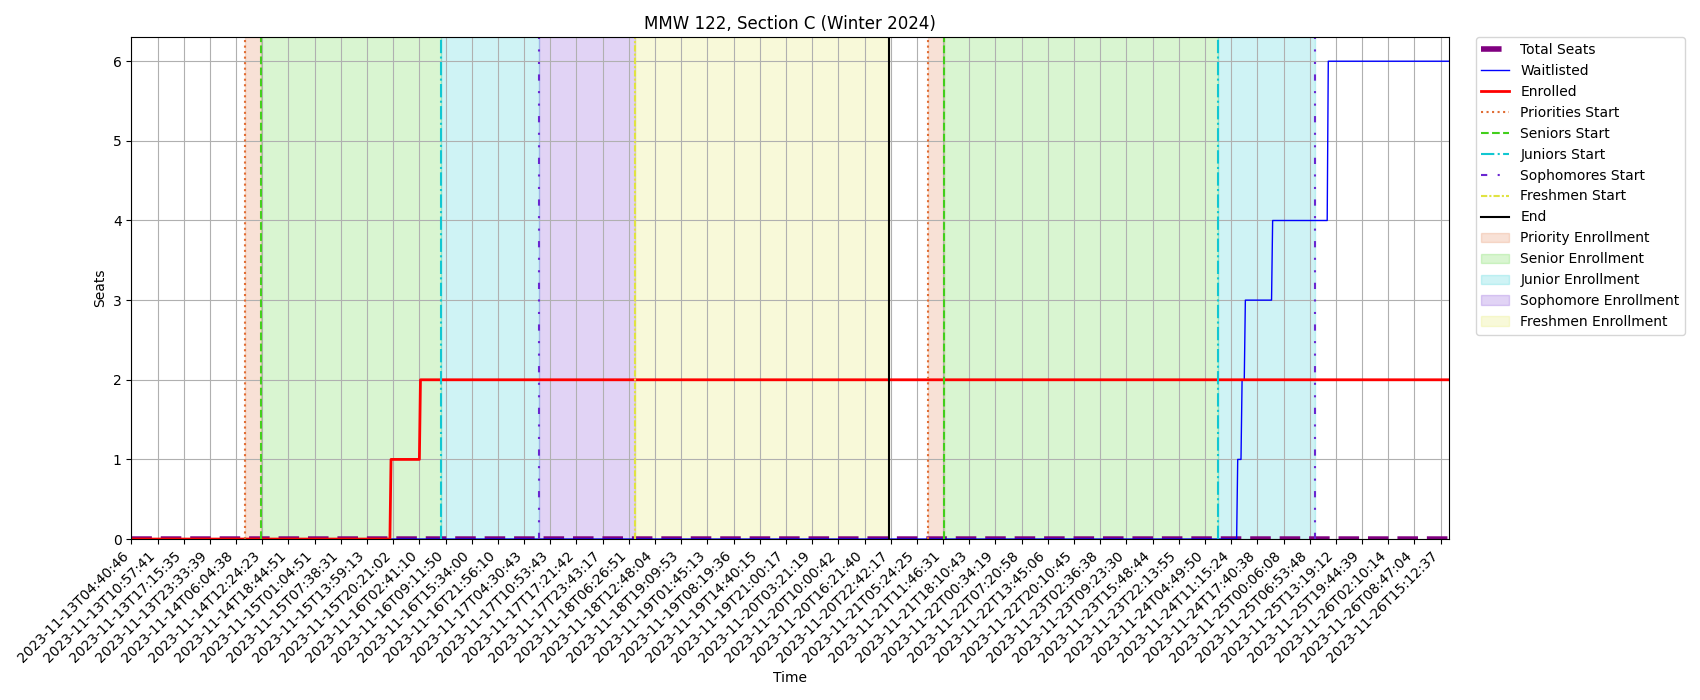 MMW 122, Section C (Winter 2024)
Seats
6
5
4
3
2
1
0
2023-11-13T04:40:46
2023-11-13T10:57:41
2023-11-13T17:15:35
2023-11-13T23:33:39
2023-11-14T06:04:38
2023-11-14T12:24:23
2023-11-14T18:44:51
2023-11-15T01:04:51
2023-11-15T07:38:31
2023-11-15T13:59:13
2023-11-15T20:21:02
2023-11-16T02:41:10
2023-11-16T09:11:50
2023-11-16T15:34:00
2023-11-16T21:56:10
2023-11-17T04:30:43
2023-11-17T10:53:43
2023-11-17T17:21:42
2023-11-17T23:43:17
2023-11-18T06:26:51
2023-11-18T12:48:04
2023-11-18T19:09:53
2023-11-19T01:45:13
2023-11-19T08:19:36
2023-11-19T14:40:15
2023-11-19T21:00:17
2023-11-20T03:21:19
2023-11-20T10:00:42
2023-11-20T16:21:40
2023-11-20T22:42:17
2023-11-21T05:24:25
2023-11-21T11:46:31
2023-11-21T18:10:43
2023-11-22T00:34:19
2023-11-22T07:20:58
2023-11-22T13:45:06
2023-11-22T20:10:45
2023-11-23T02:36:38
2023-11-23T09:23:30
2023-11-23T15:48:44
2023-11-23T22:13:55
2023-11-24T04:49:50
2023-11-24T11:15:24
2023-11-24T17:40:38
2023-11-25T00:06:08
2023-11-25T06:53:48
2023-11-25T13:19:12
2023-11-25T19:44:39
2023-11-26T02:10:14
2023-11-26T08:47:04
2023-11-26T15:12:37
Time
Total Seats
Waitlisted
Enrolled
Priorities Start
Seniors Start
Juniors Start
Sophomores Start
Freshmen Start
End
Priority Enrollment
Senior Enrollment
Junior Enrollment
Sophomore Enrollment
Freshmen Enrollment